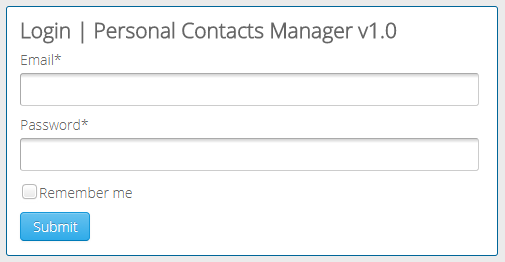 Login | Personal Contacts Manager v1.0
Email*
Password*
Remember me
Submit